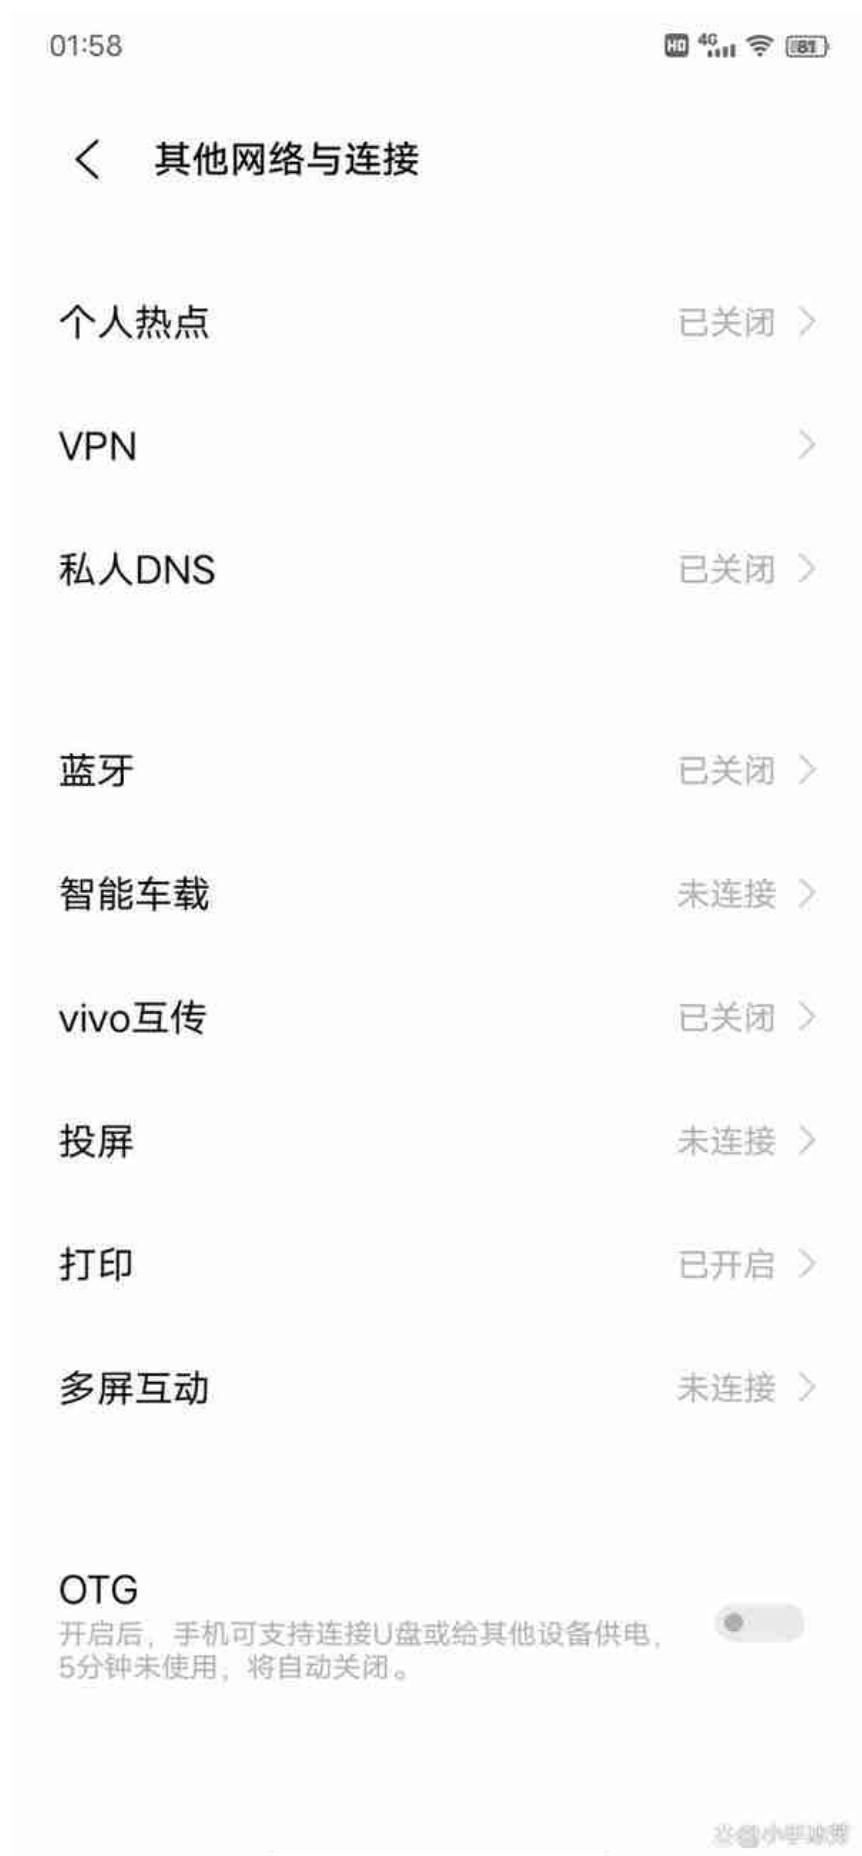 01:58
HD 4G 81
其他网络与连接
个人热点 已关闭
VPN
私人DNS 已关闭
蓝牙 已关闭
智能车载 未连接
vivo互传 已关闭
投屏 未连接
打印 已开启
多屏互动 未连接
OTG
开启后，手机可支持连接U盘或给其他设备供电，
5分钟未使用，将自动关闭。